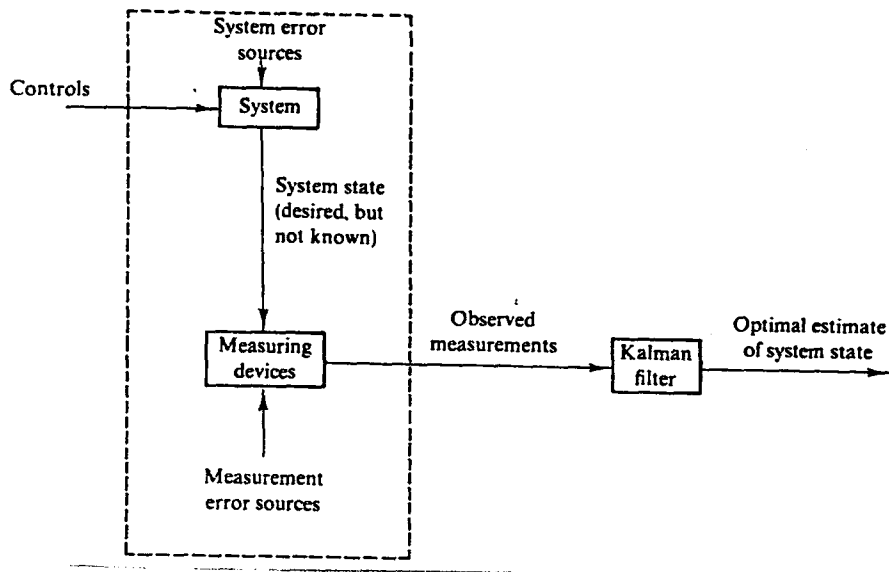 System error
sources
Controls
System
System state
(desired, but
not known)
Measuring
devices
Observed
measurements
Kalman
filter
Optimal estimate
of system state
Measurement
error sources